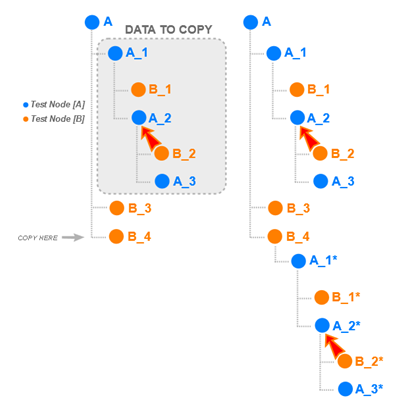 A
DATA TO COPY
A_1
B_1
Test Node [A]
Test Node [B]
A_2
B_2
A_3
B_3
COPY HERE
B_4
A
A_1
B_1
A_2
B_2
A_3
B_3
B_4
A_1*
B_1*
A_2*
B_2*
A_3*